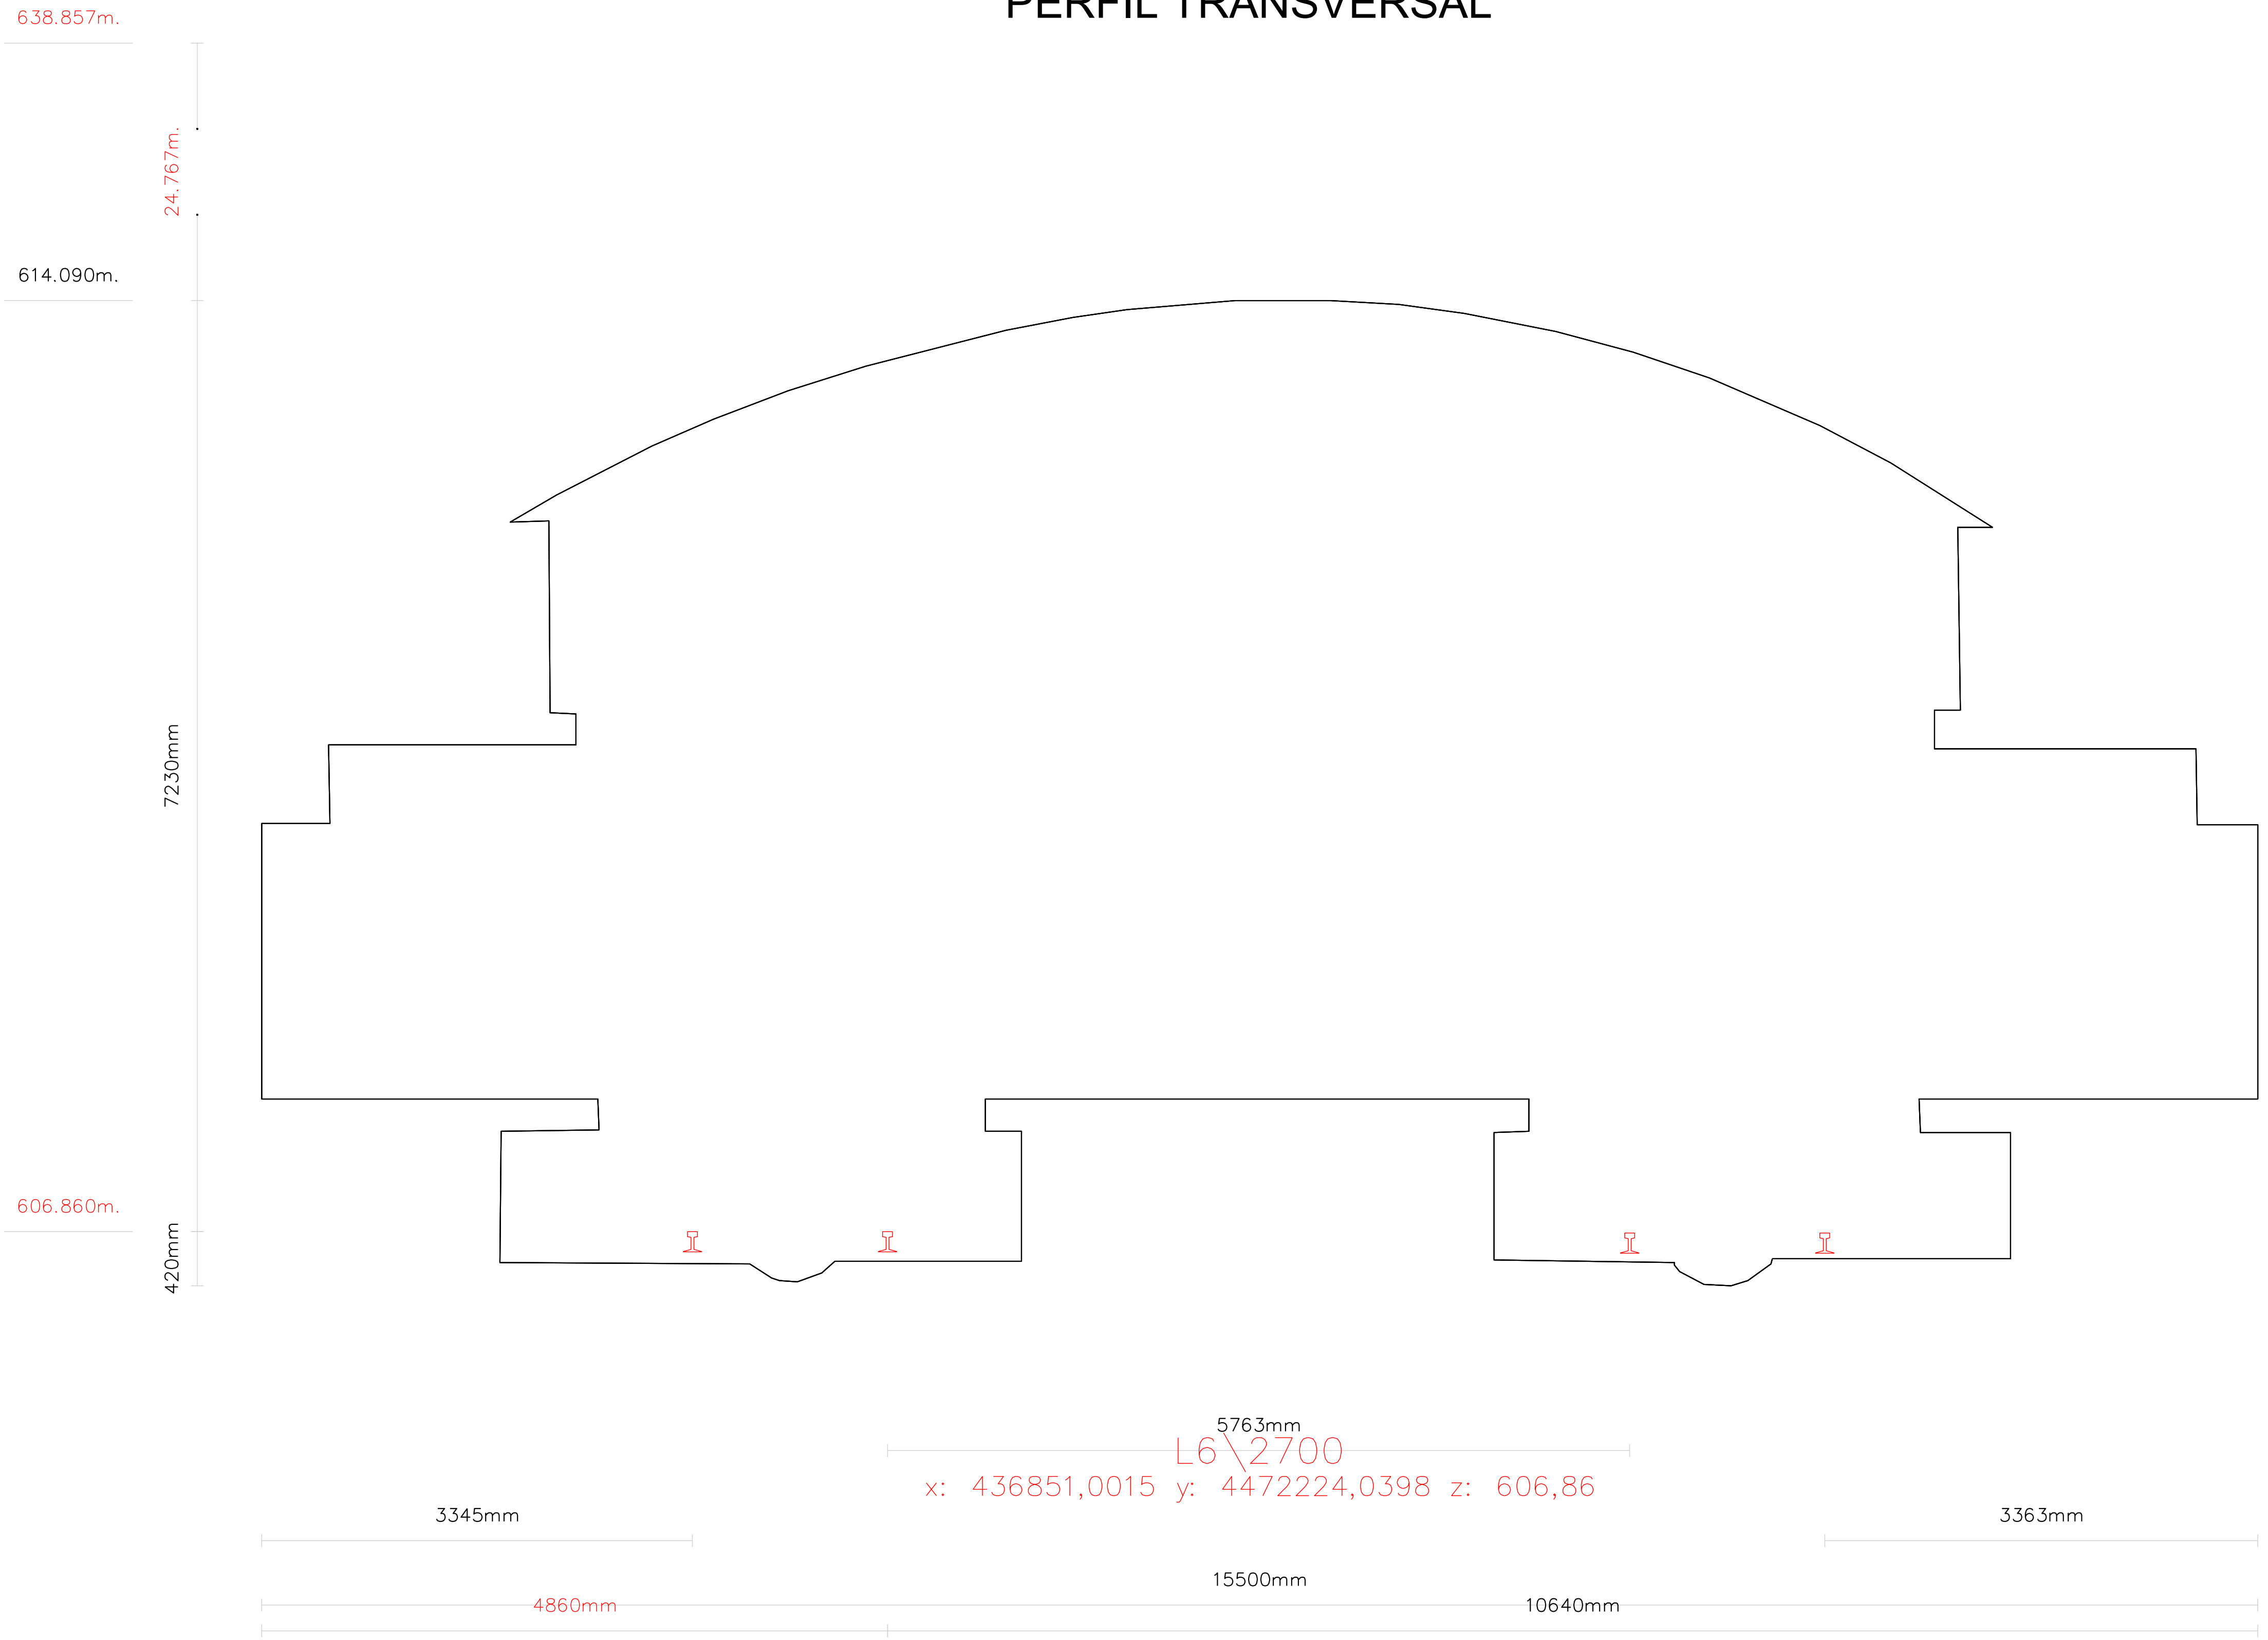 PERFIL TRANSVERSAL
638.857m.
24.767m.
614.090m.
7230mm
606.860m.
420mm
5763mm
L6\2700
x: 436851,0015 y: 4472224,0398 z: 606,86
3345mm
3363mm
15500mm
4860mm
10640mm